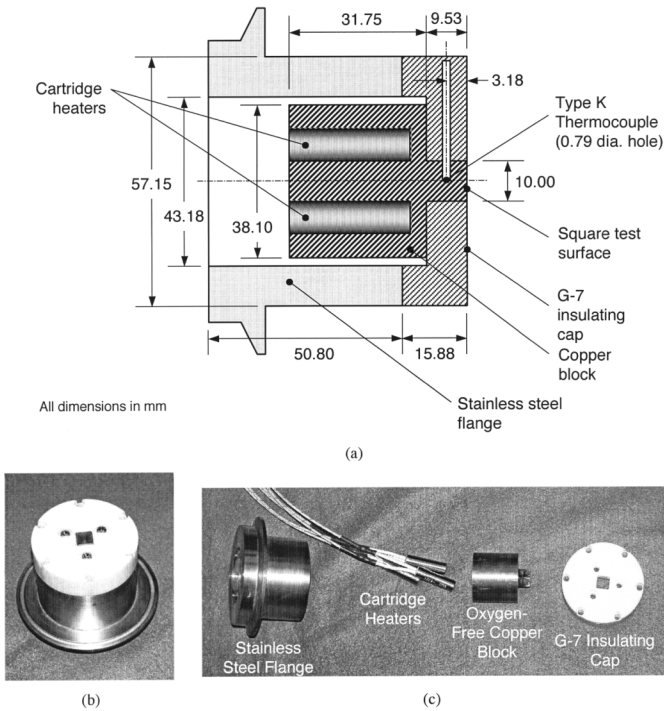 31.75
9.53
3.18
Cartridge
heaters
Type K
Thermocouple
(0.79 dia. hole)
57.15
43.18
38.10
10.00
Square test
surface
G-7
insulating
cap
Copper
block
50.80
15.88
All dimensions in mm
Stainless steel
flange
(a)
Stainless
Steel Flange
Cartridge
Heaters
Oxygen-
Free Copper
Block
G-7 Insulating
Cap
(b)
(c)